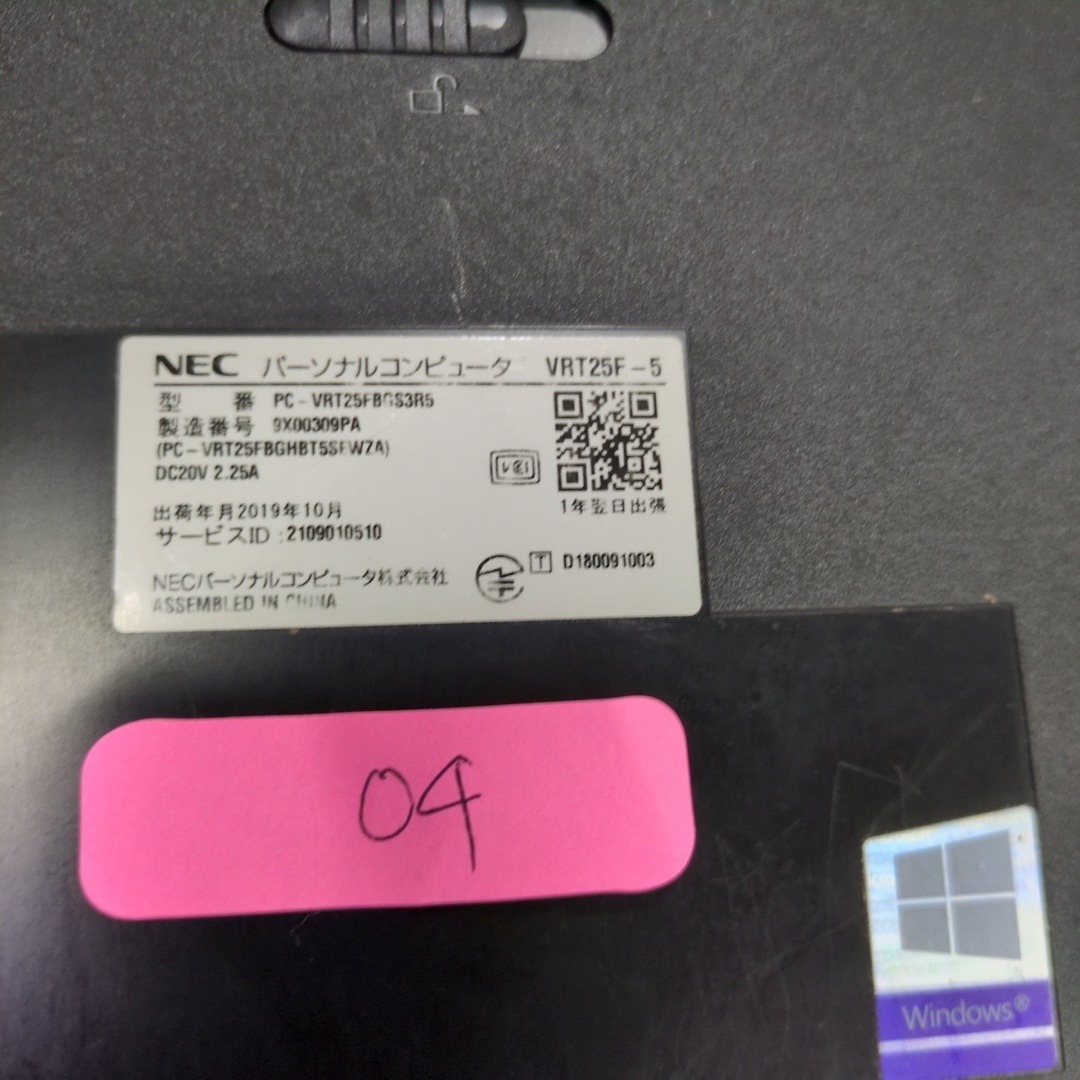 NEC パーソナルコンピュータ VRT25F-5
型 番 PC-VRT25FBGS3R5
製造番号 9X00309PA
(PC-VRT25FBGHBT5SFWZA)
DC20V 2.25A
1年翌日出張
出荷年月2019年10月
サービスID:2109010510
T D180091003
NECパーソナルコンピュータ株式会社
ASSEMBLED IN CHINA
04
Windows®